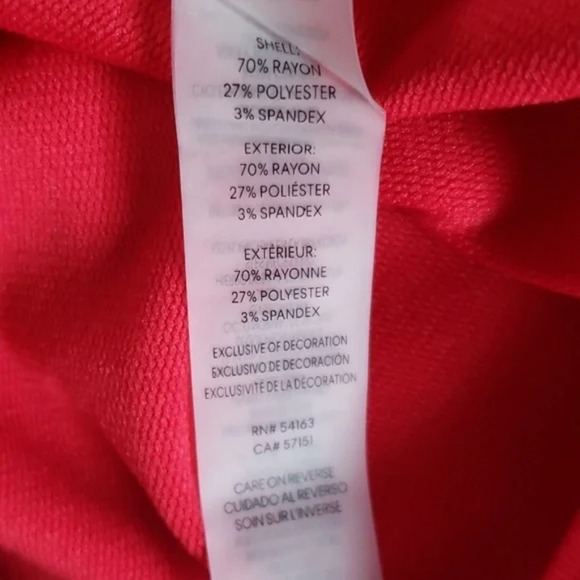 SHELL:
70% RAYON
27% POLYESTER
3% SPANDEX
EXTERIOR:
70% RAYON
27% POLIÉSTER
3% SPANDEX
EXTÉRIEUR:
70% RAYONNE
27% POLYESTER
3% SPANDEX
EXCLUSIVE OF DECORATION
EXCLUSIVO DE DECORACIÓN
EXCLUSIVITÉ DE LA DÉCORATION
RN# 54163
CA# 57151
CARE ON REVERSE
CUIDADO AL REVERSO
SOIN SUR L'INVERSE